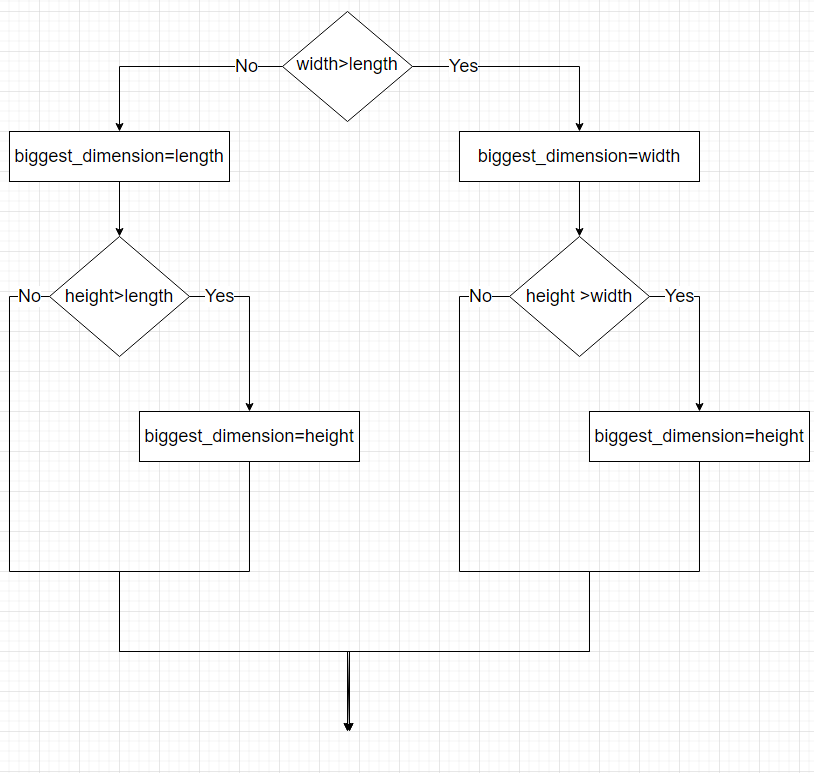 width>length
No
Yes
biggest_dimension=length
biggest_dimension=width
No
height>length
Yes
No
height >width
Yes
biggest_dimension=height
biggest_dimension=height